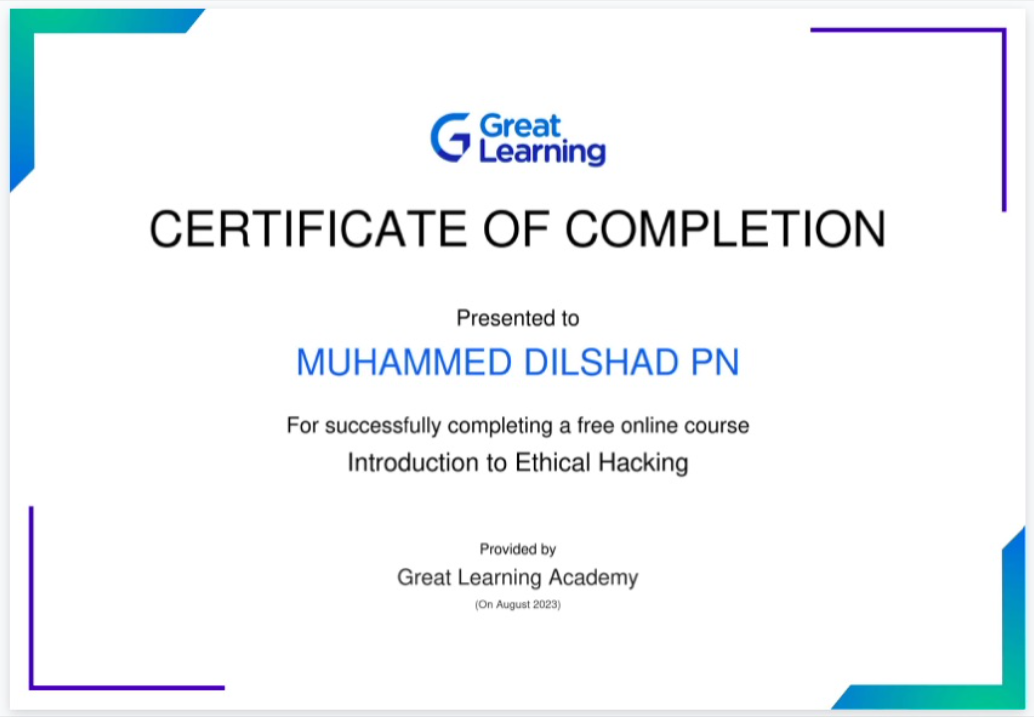 Great
Learning
CERTIFICATE OF COMPLETION
Presented to
MUHAMMED DILSHAD PN
For successfully completing a free online course
Introduction to Ethical Hacking
Provided by
Great Learning Academy
(On August 2023)